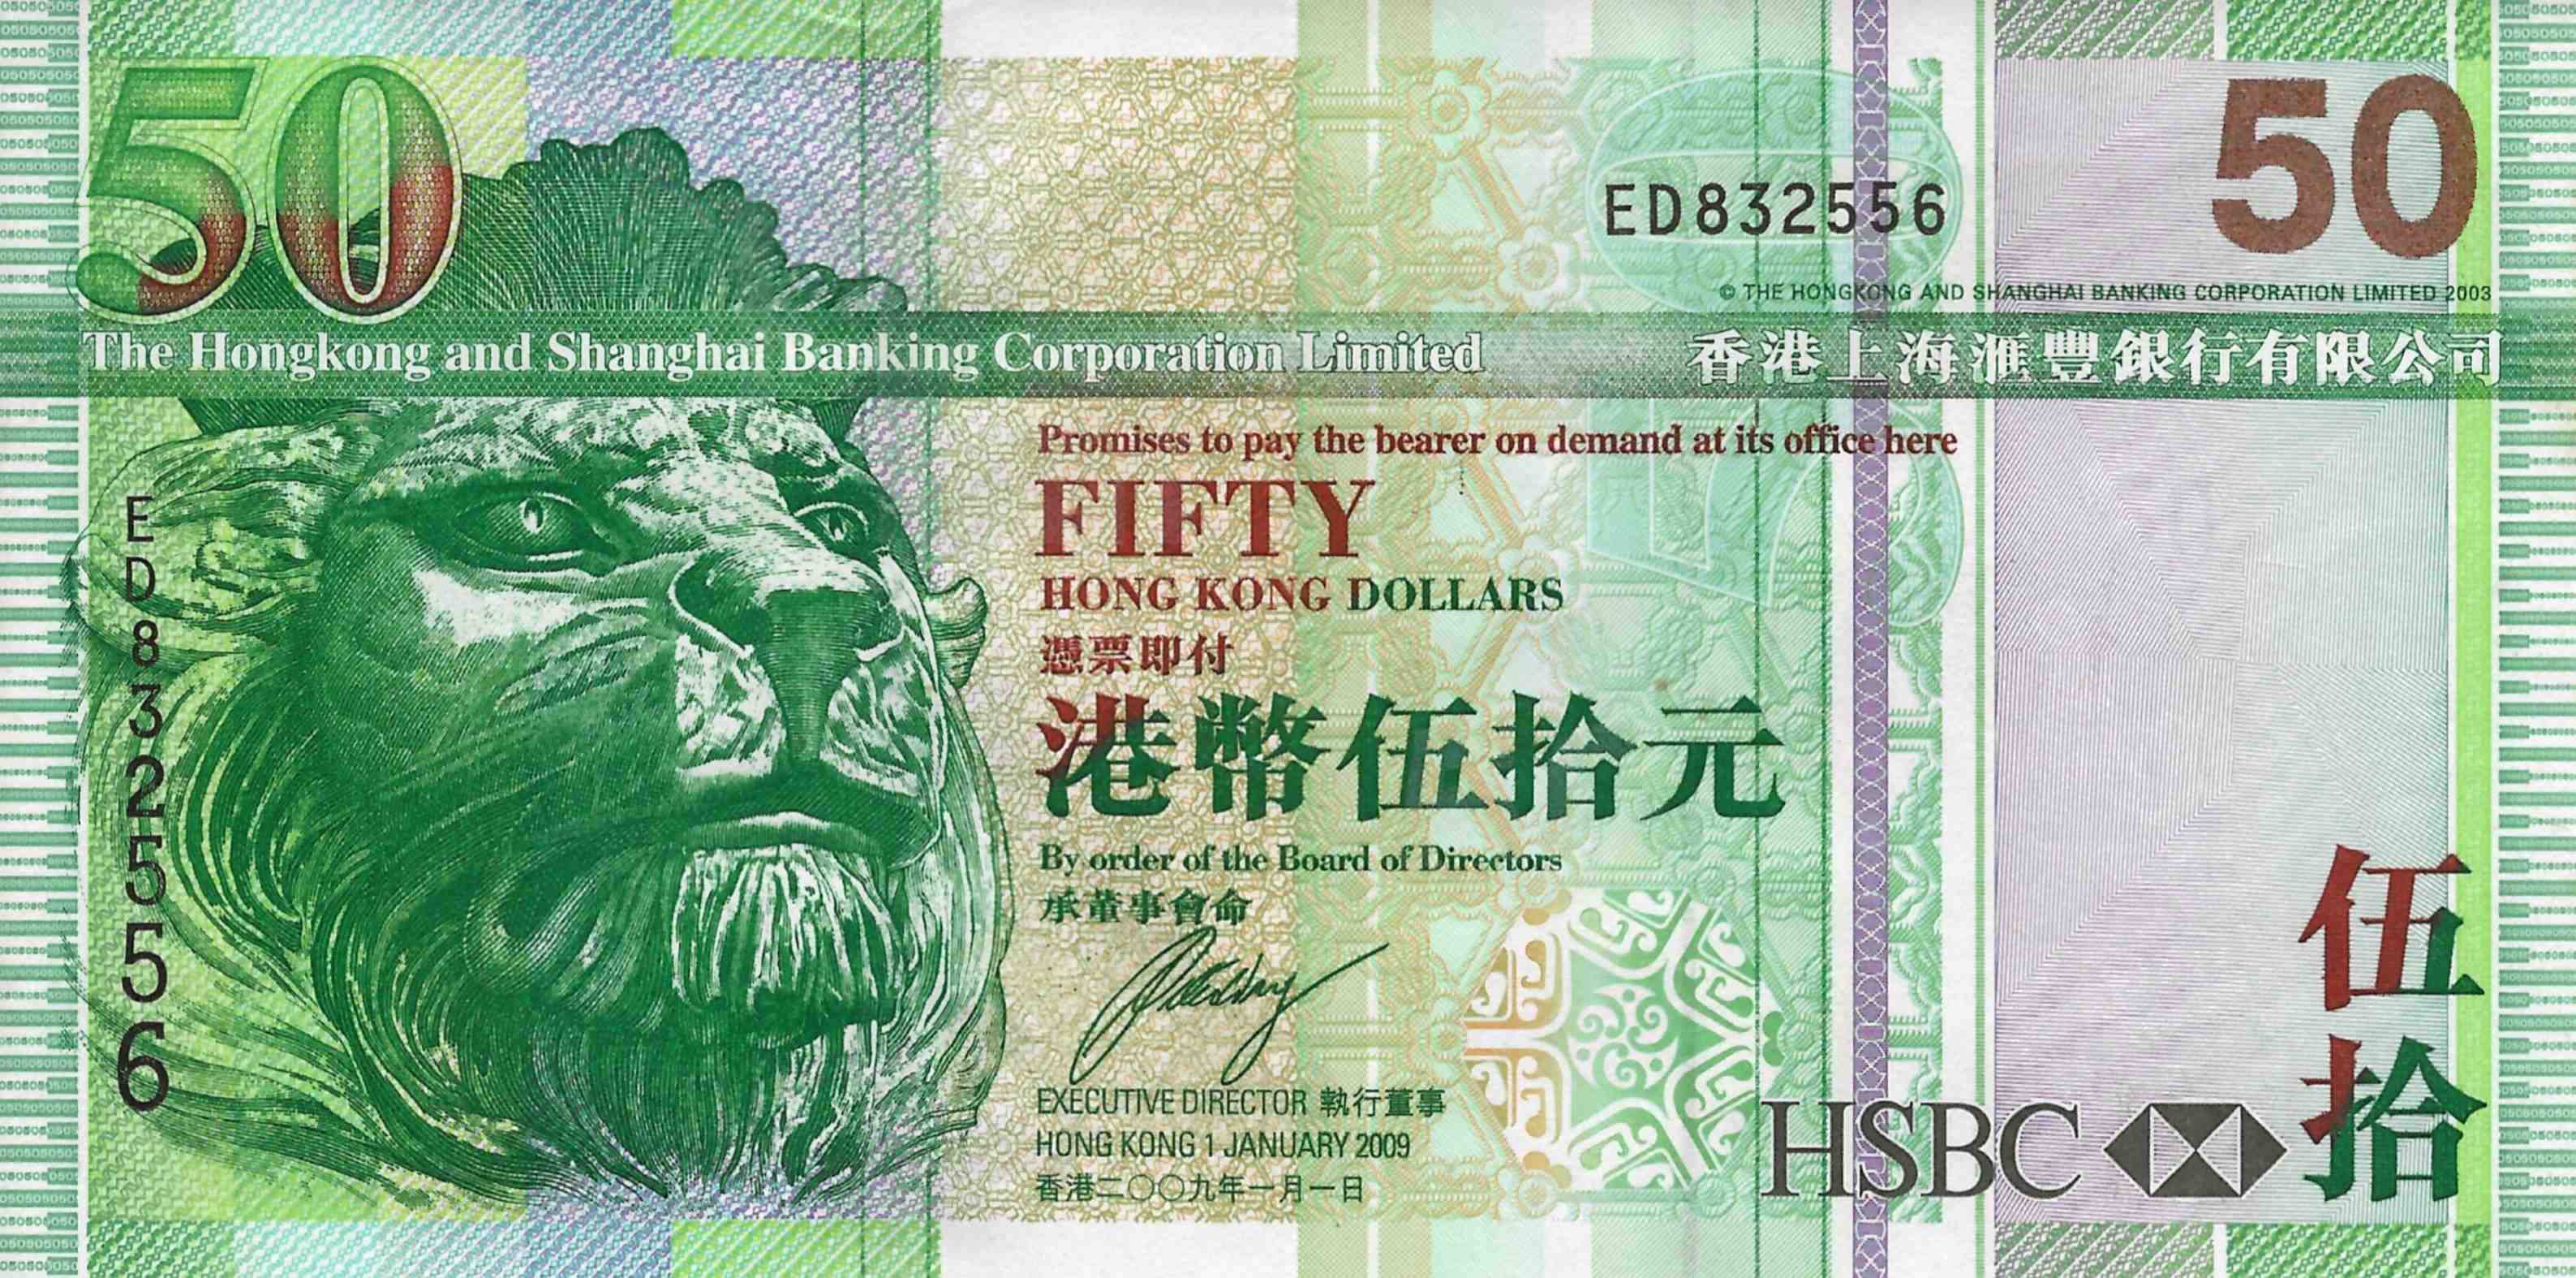 50
ED832556
50
© THE HONGKONG AND SHANGHAI BANKING CORPORATION LIMITED 2003
The Hongkong and Shanghai Banking Corporation Limited 香港上海滙豐銀行有限公司
Promises to pay the bearer on demand at its office here
FIFTY
HONG KONG DOLLARS
憑票即付
港幣伍拾元
By order of the Board of Directors
承董事會命
EXECUTIVE DIRECTOR 執行董事
HONG KONG 1 JANUARY 2009
香港二〇〇九年一月一日
ED832556
HSBC
伍拾